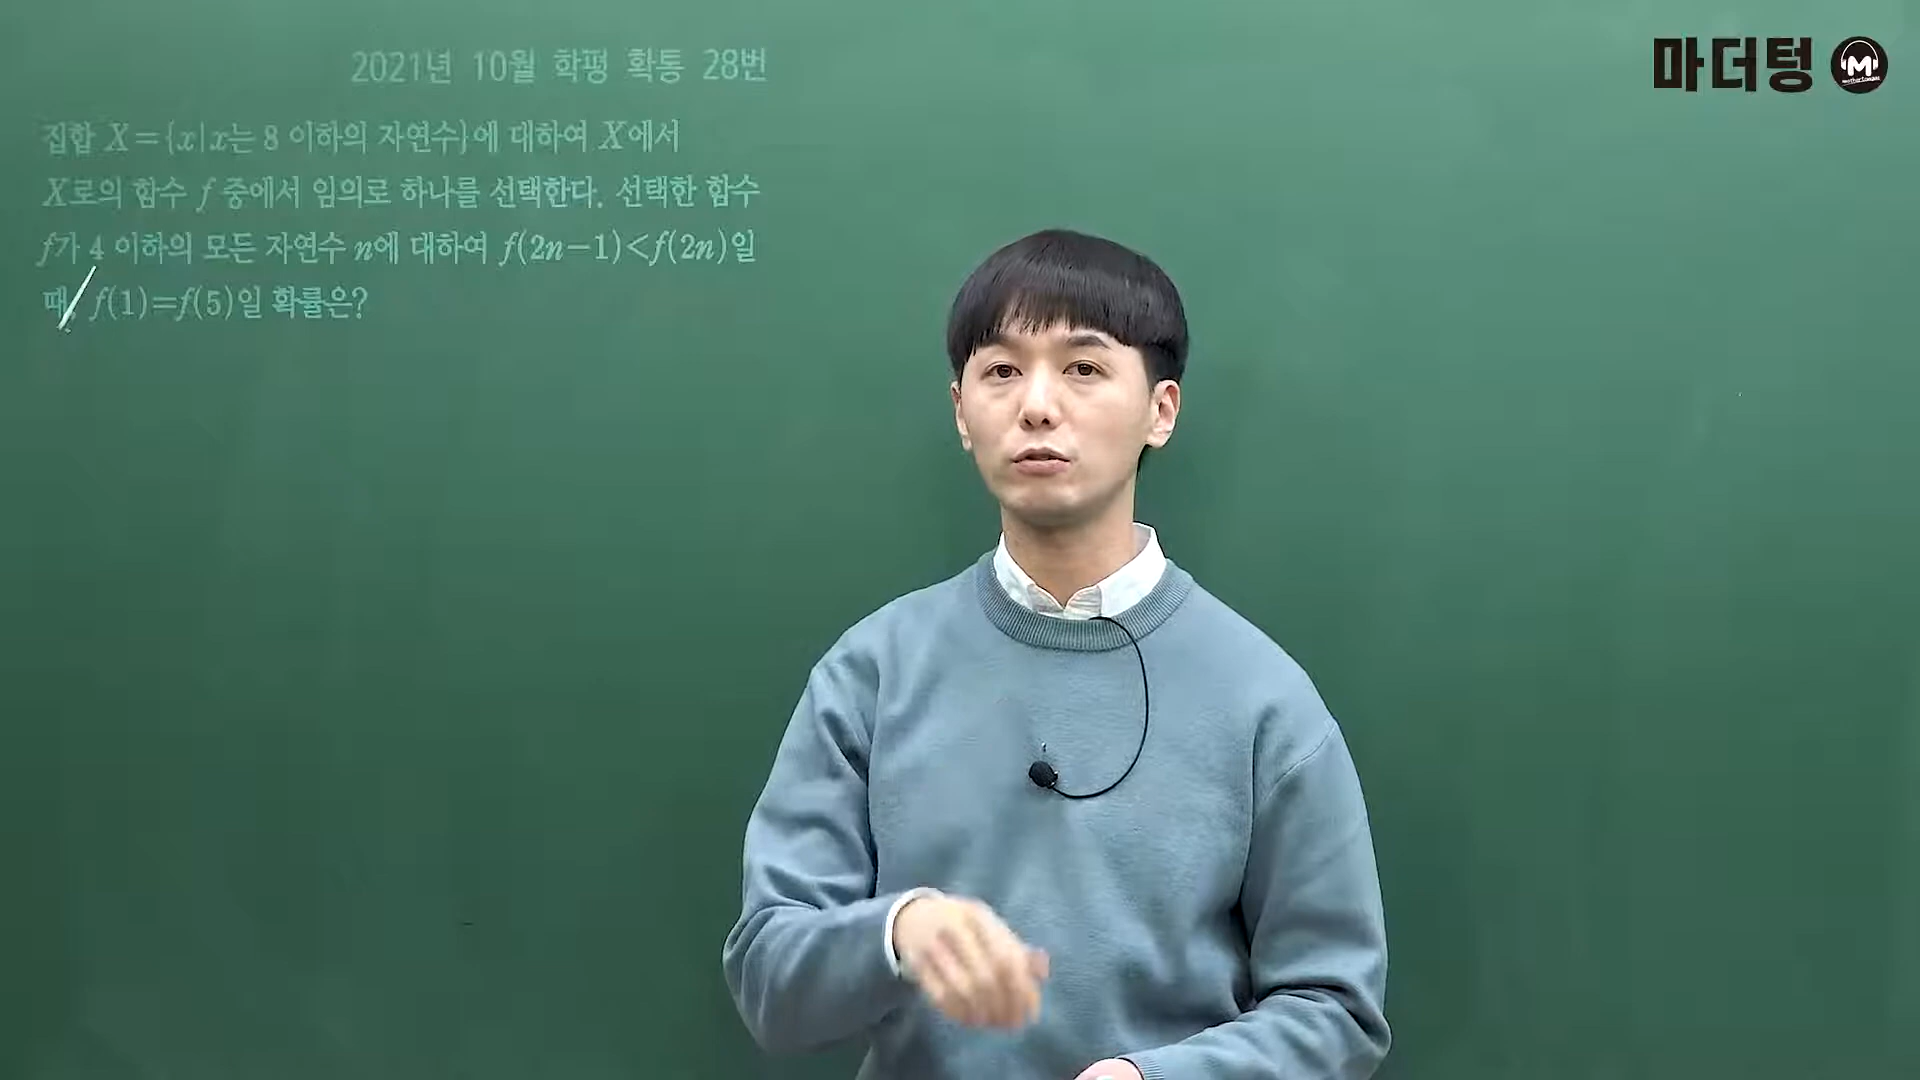 2021년 10월 학평 확통 28번
마더텅
집합 X={x|x는 8 이하의 자연수}에 대하여 X에서
X로의 함수 f 중에서 임의로 하나를 선택한다. 선택한 함수
f가 4 이하의 모든 자연수 n에 대하여 f(2n-1)<f(2n)일
때, f(1)=f(5)일 확률은?